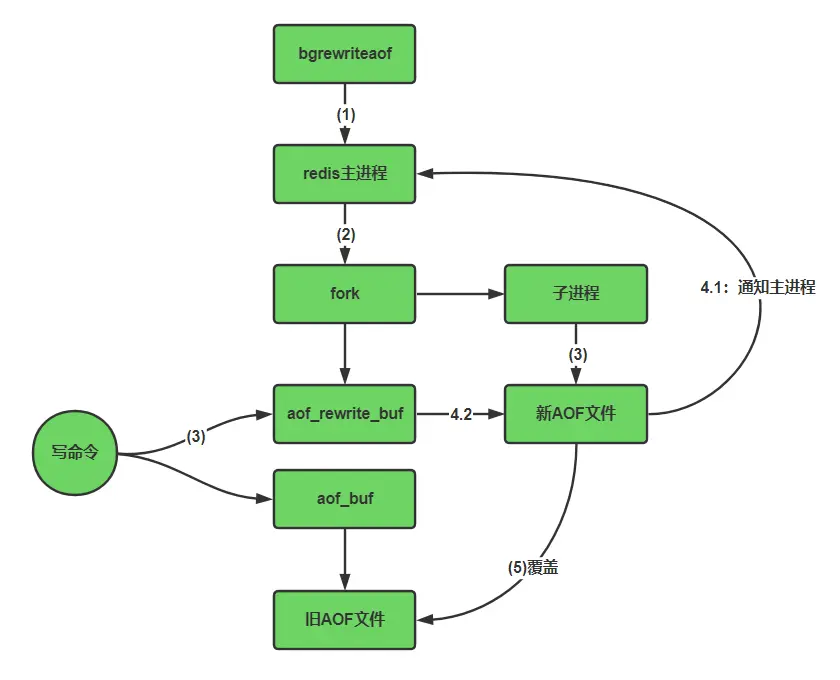 bgrewriteaof
(1)
redis主进程
(2)
fork
子进程
4.1：通知主进程
(3)
aof_rewrite_buf
4.2
新AOF文件
写命令
(3)
aof_buf
(5)覆盖
旧AOF文件